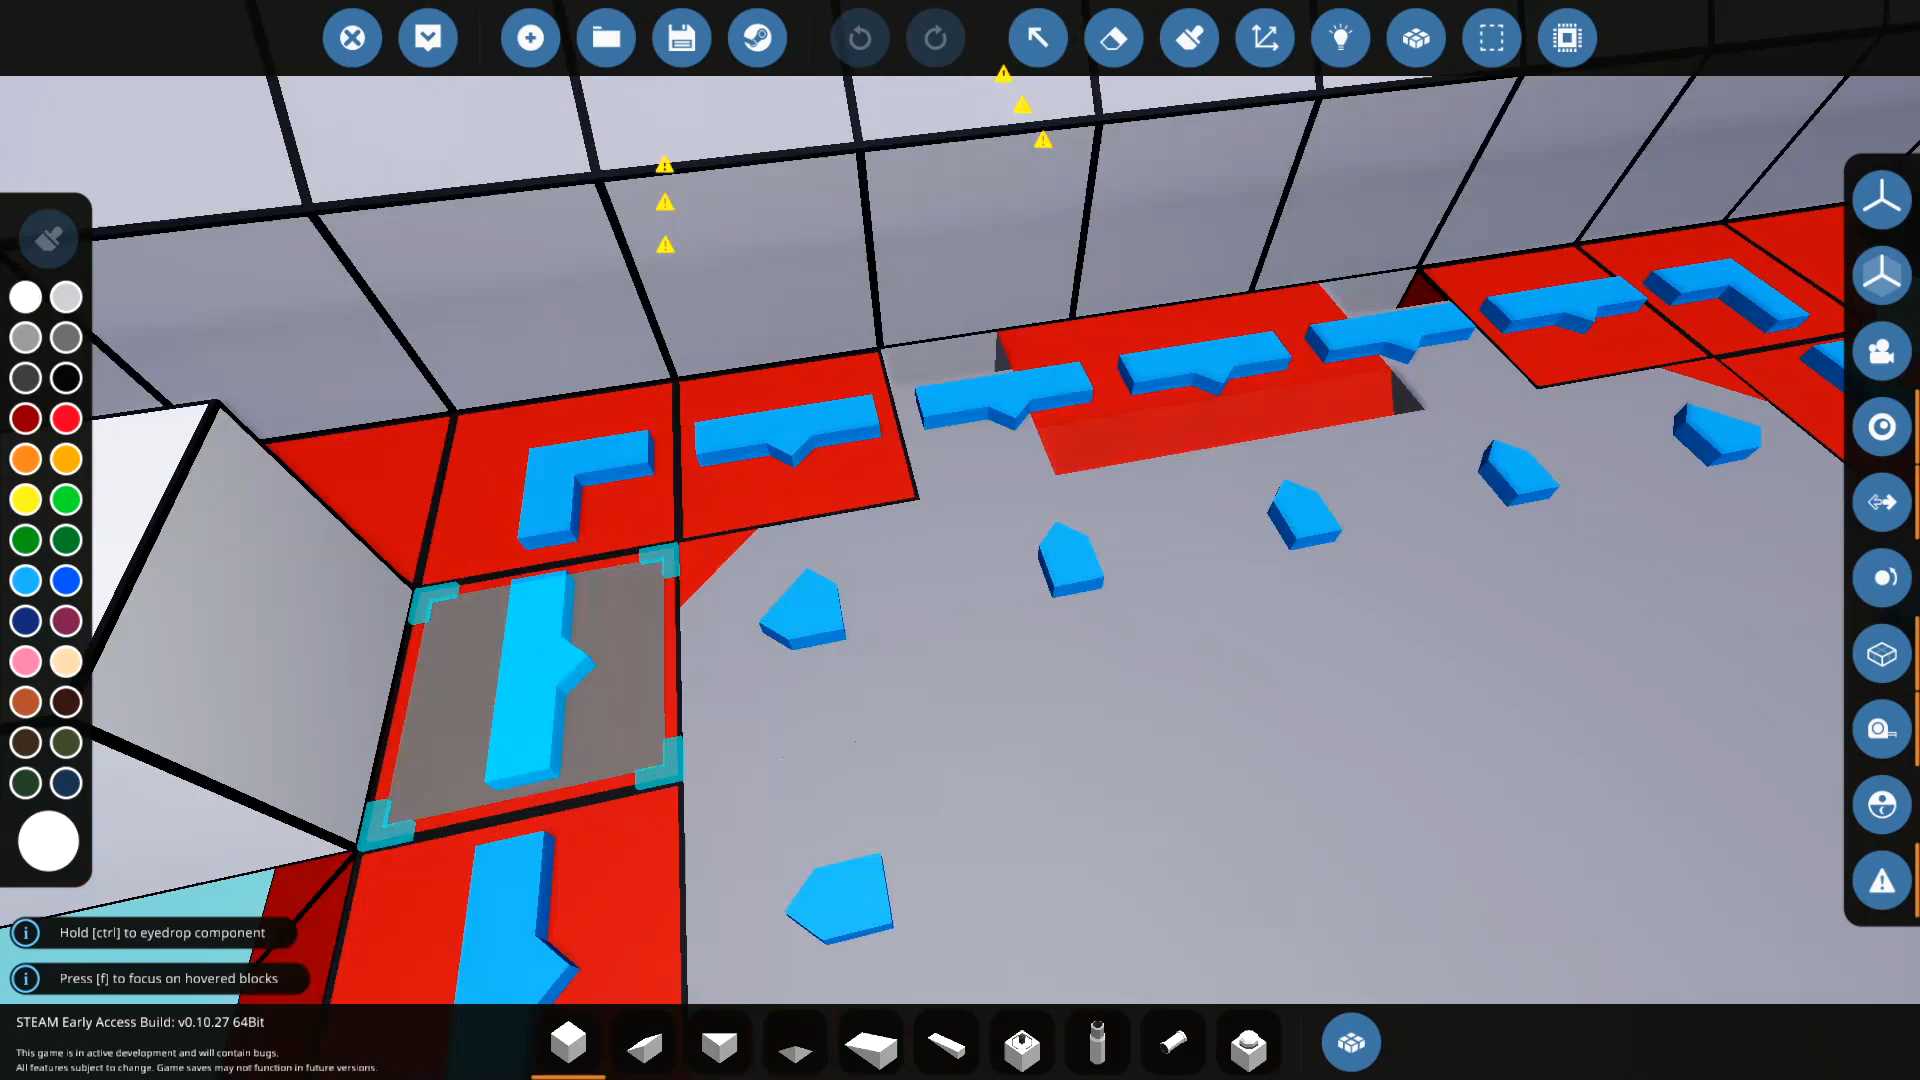 Hold [ctrl] to eyedrop component
Press [f] to focus on hovered blocks
STEAM Early Access Build: v0.10.27 64Bit
This game is in active development and will contain bugs.
All features subject to change. Game saves may not function in future versions.